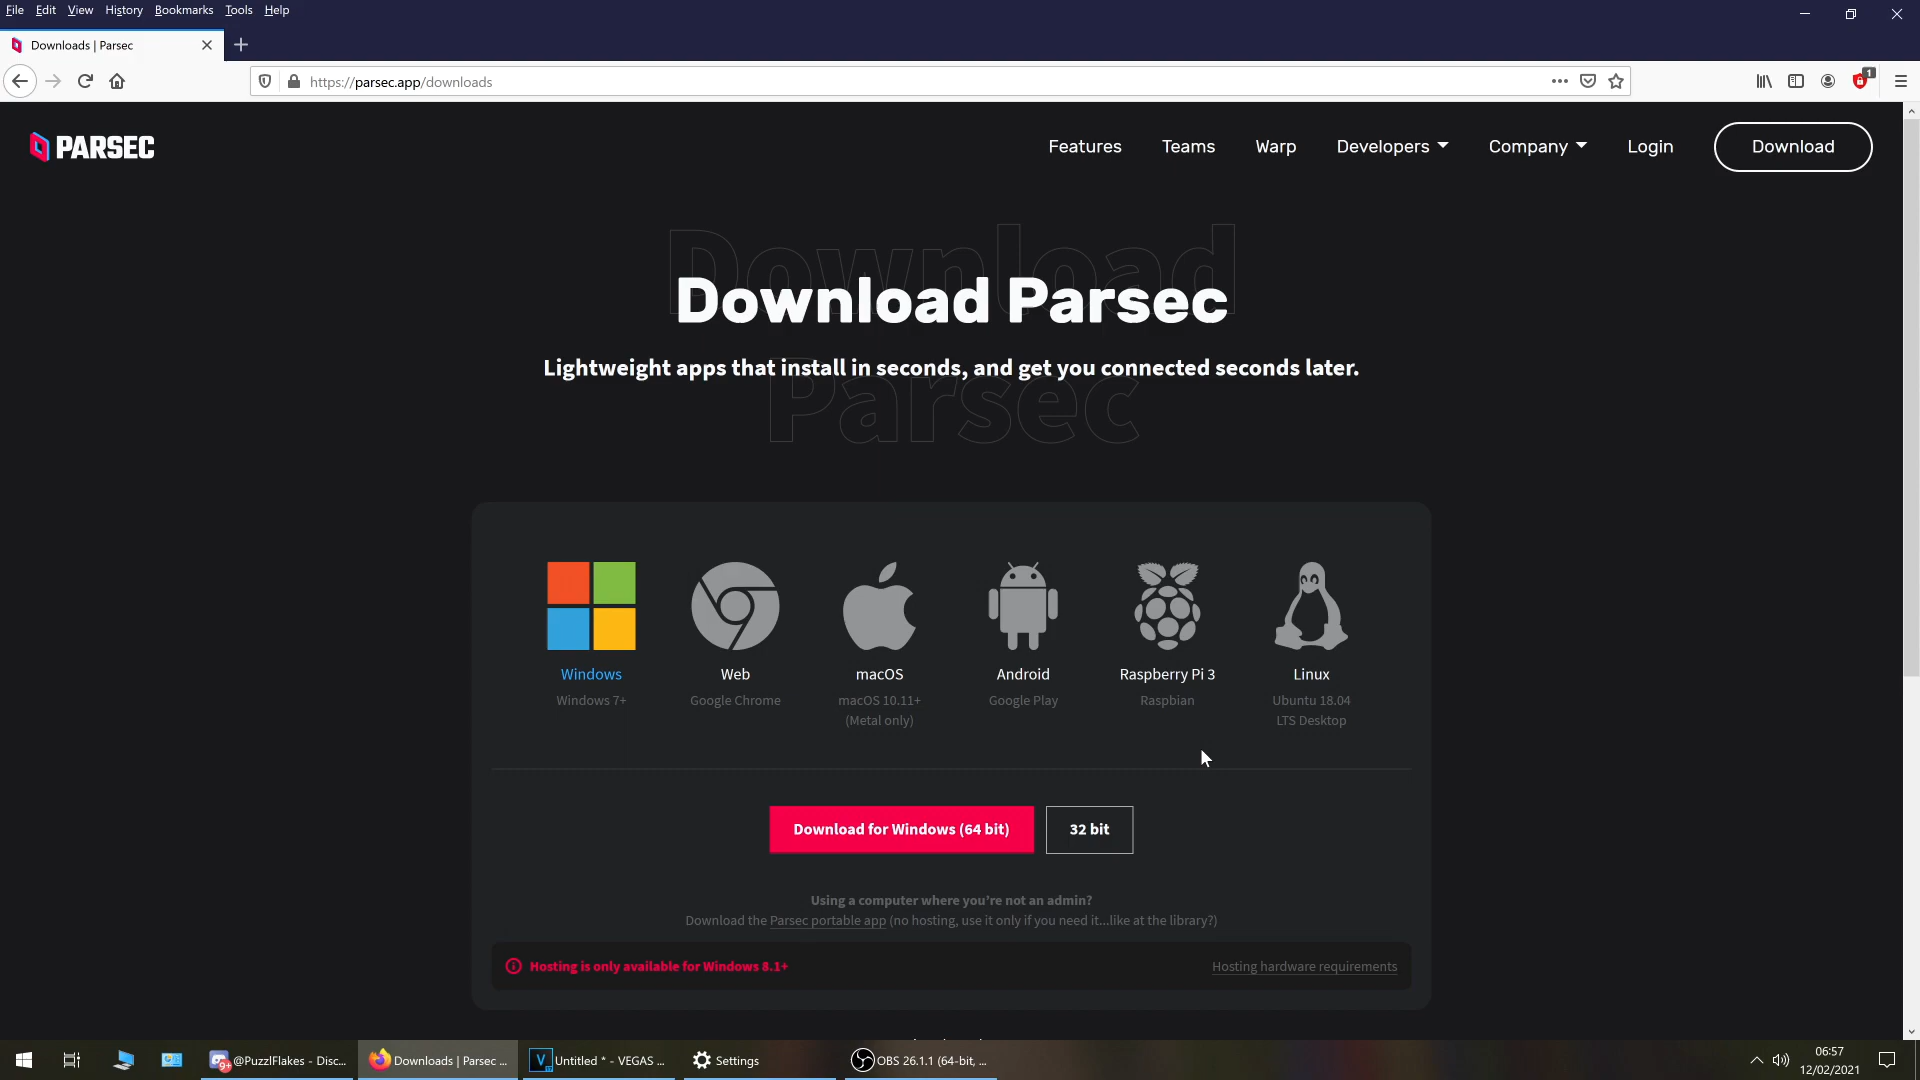 File Edit View History Bookmarks Tools Help
Downloads | Parsec
https://parsec.app/downloads
1
PARSEC
Features Teams Warp Developers Company Login Download
Download
Parsec
Download Parsec
Lightweight apps that install in seconds, and get you connected seconds later.
Windows Web macOS Android Raspberry Pi 3 Linux
Windows 7+ Google Chrome macOS 10.11+ Google Play Raspbian Ubuntu 18.04
(Metal only) LTS Desktop
Download for Windows (64 bit) 32 bit
Using a computer where you're not an admin?
Download the Parsec portable app (no hosting, use it only if you need it...like at the library?)
Hosting is only available for Windows 8.1+ Hosting hardware requirements
9+ @PuzzlFlakes - Disc... Downloads | Parsec ... V Untitled * - VEGAS ... Settings OBS 26.1.1 (64-bit, ...
06:57
12/02/2021